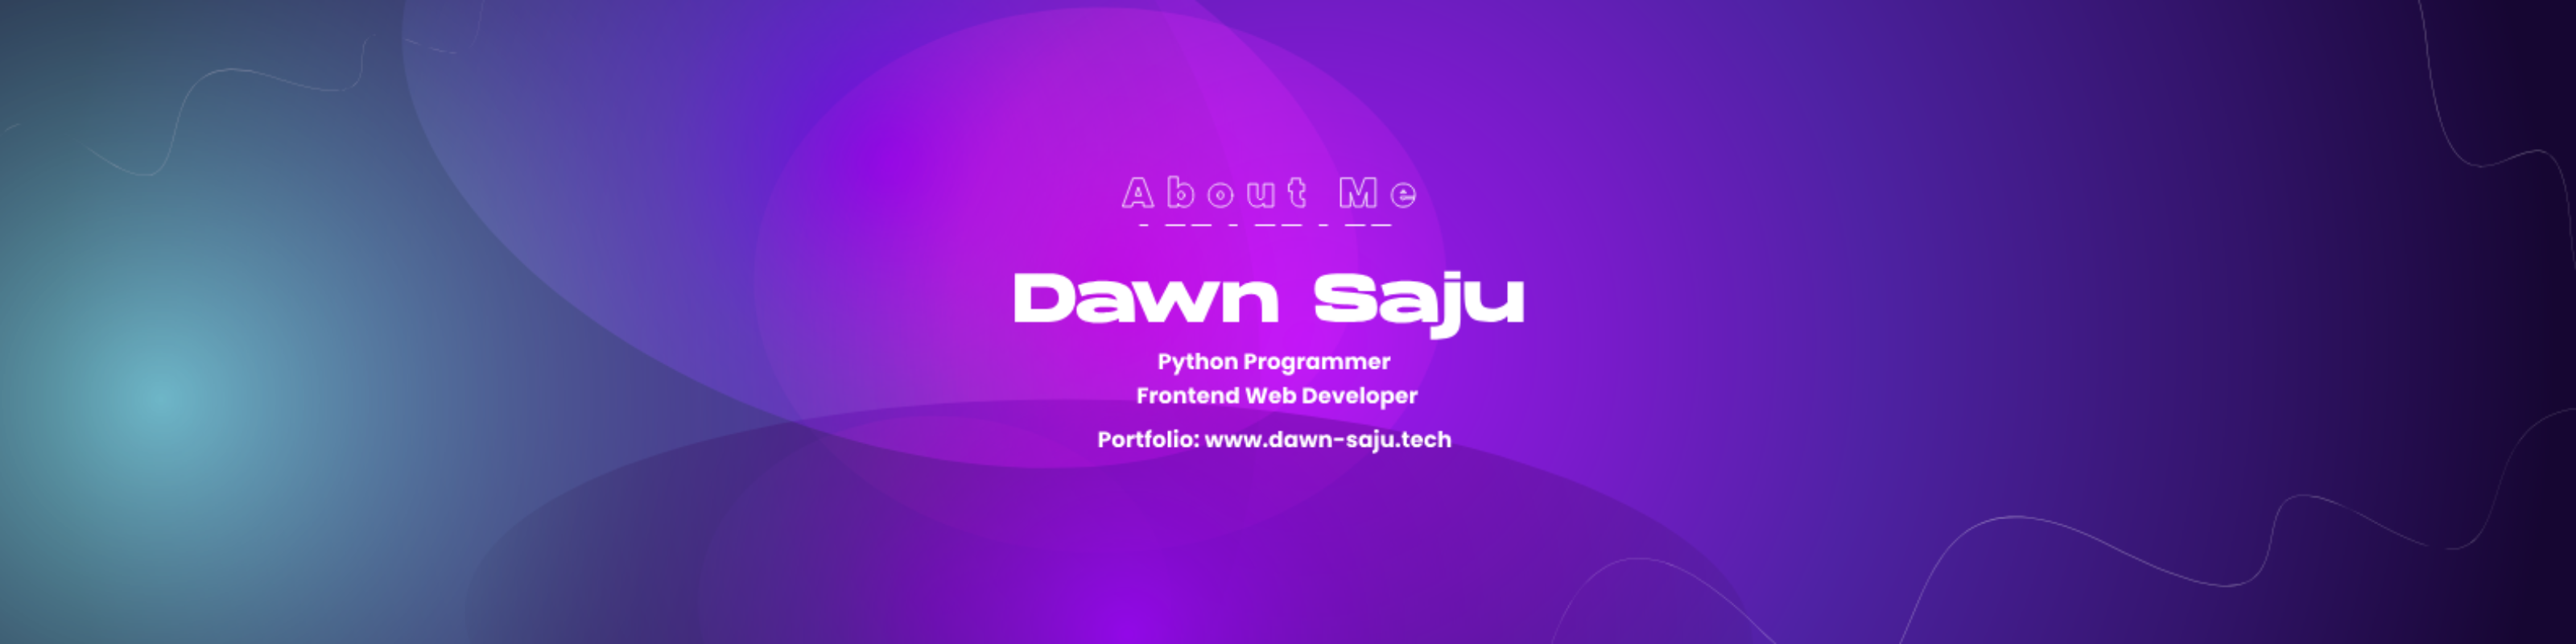 About Me
Dawn Saju
Python Programmer
Frontend Web Developer
Portfolio: www.dawn-saju.tech